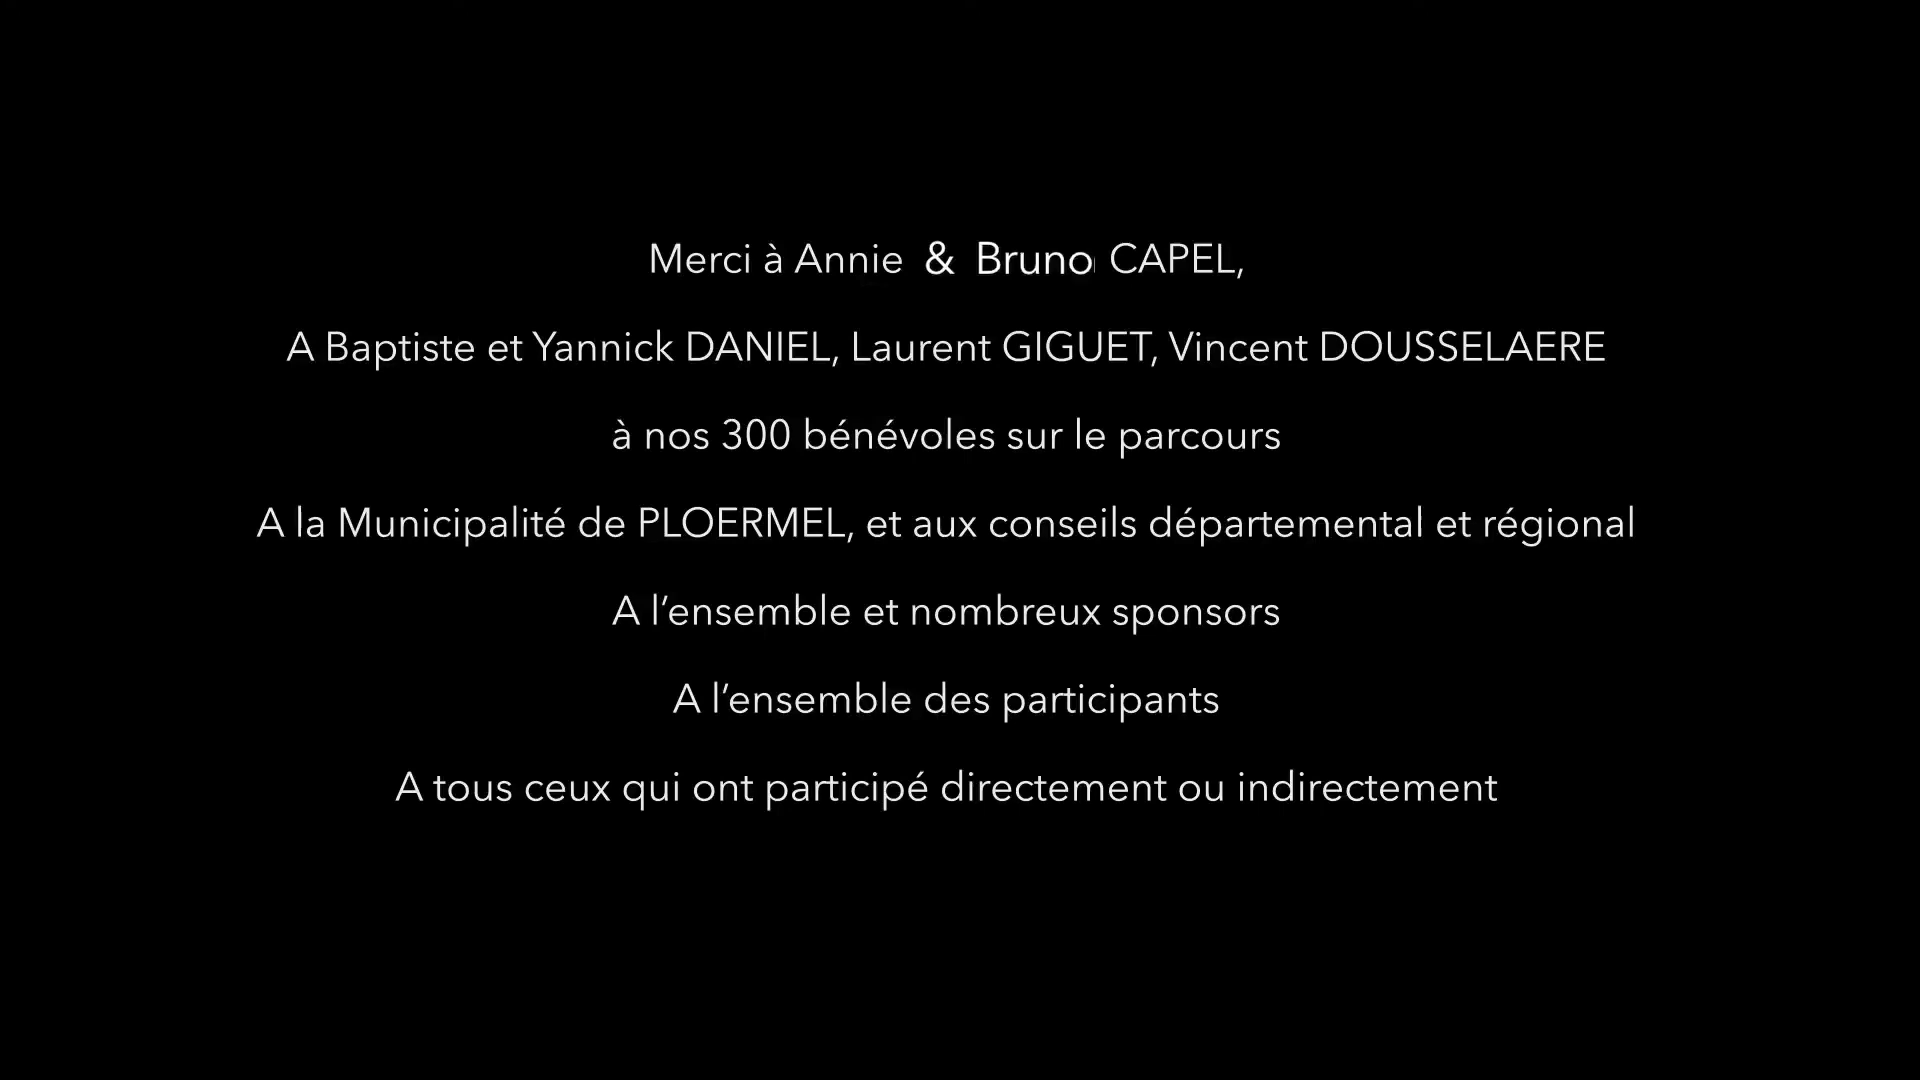 Merci à Annie & Bruno CAPEL,
A Baptiste et Yannick DANIEL, Laurent GIGUET, Vincent DOUSSELAERE
à nos 300 bénévoles sur le parcours
A la Municipalité de PLOERMEL, et aux conseils départemental et régional
A l’ensemble et nombreux sponsors
A l’ensemble des participants
A tous ceux qui ont participé directement ou indirectement